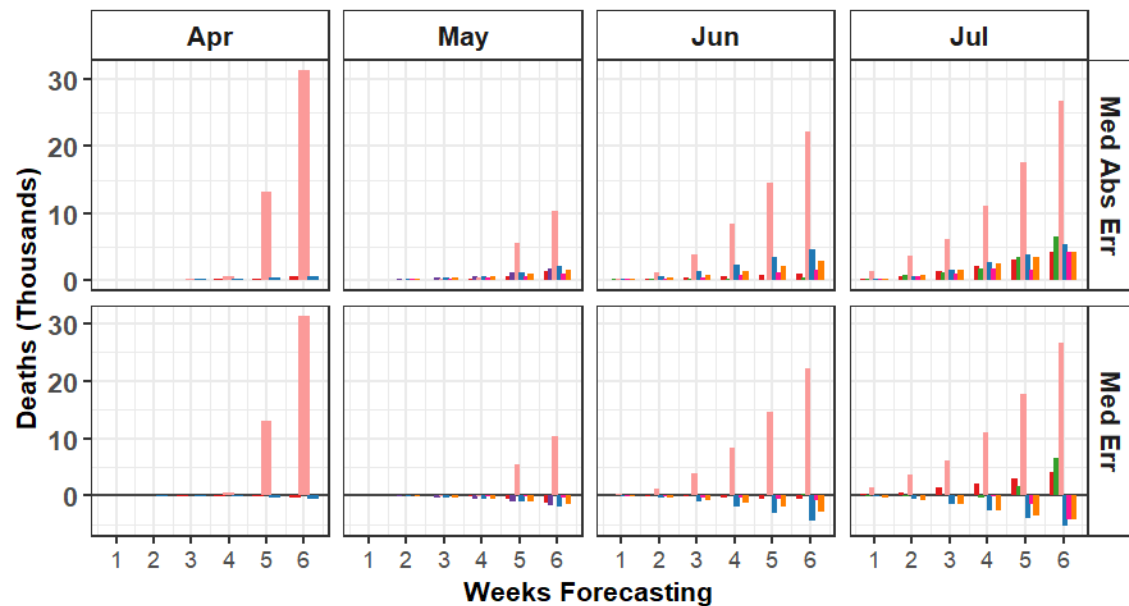 Apr May Jun Jul
30
20
10
0
Med Abs Err
Deaths (Thousands)
30
20
10
0
Med Err
1 2 3 4 5 6 1 2 3 4 5 6 1 2 3 4 5 6 1 2 3 4 5 6
Weeks Forecasting